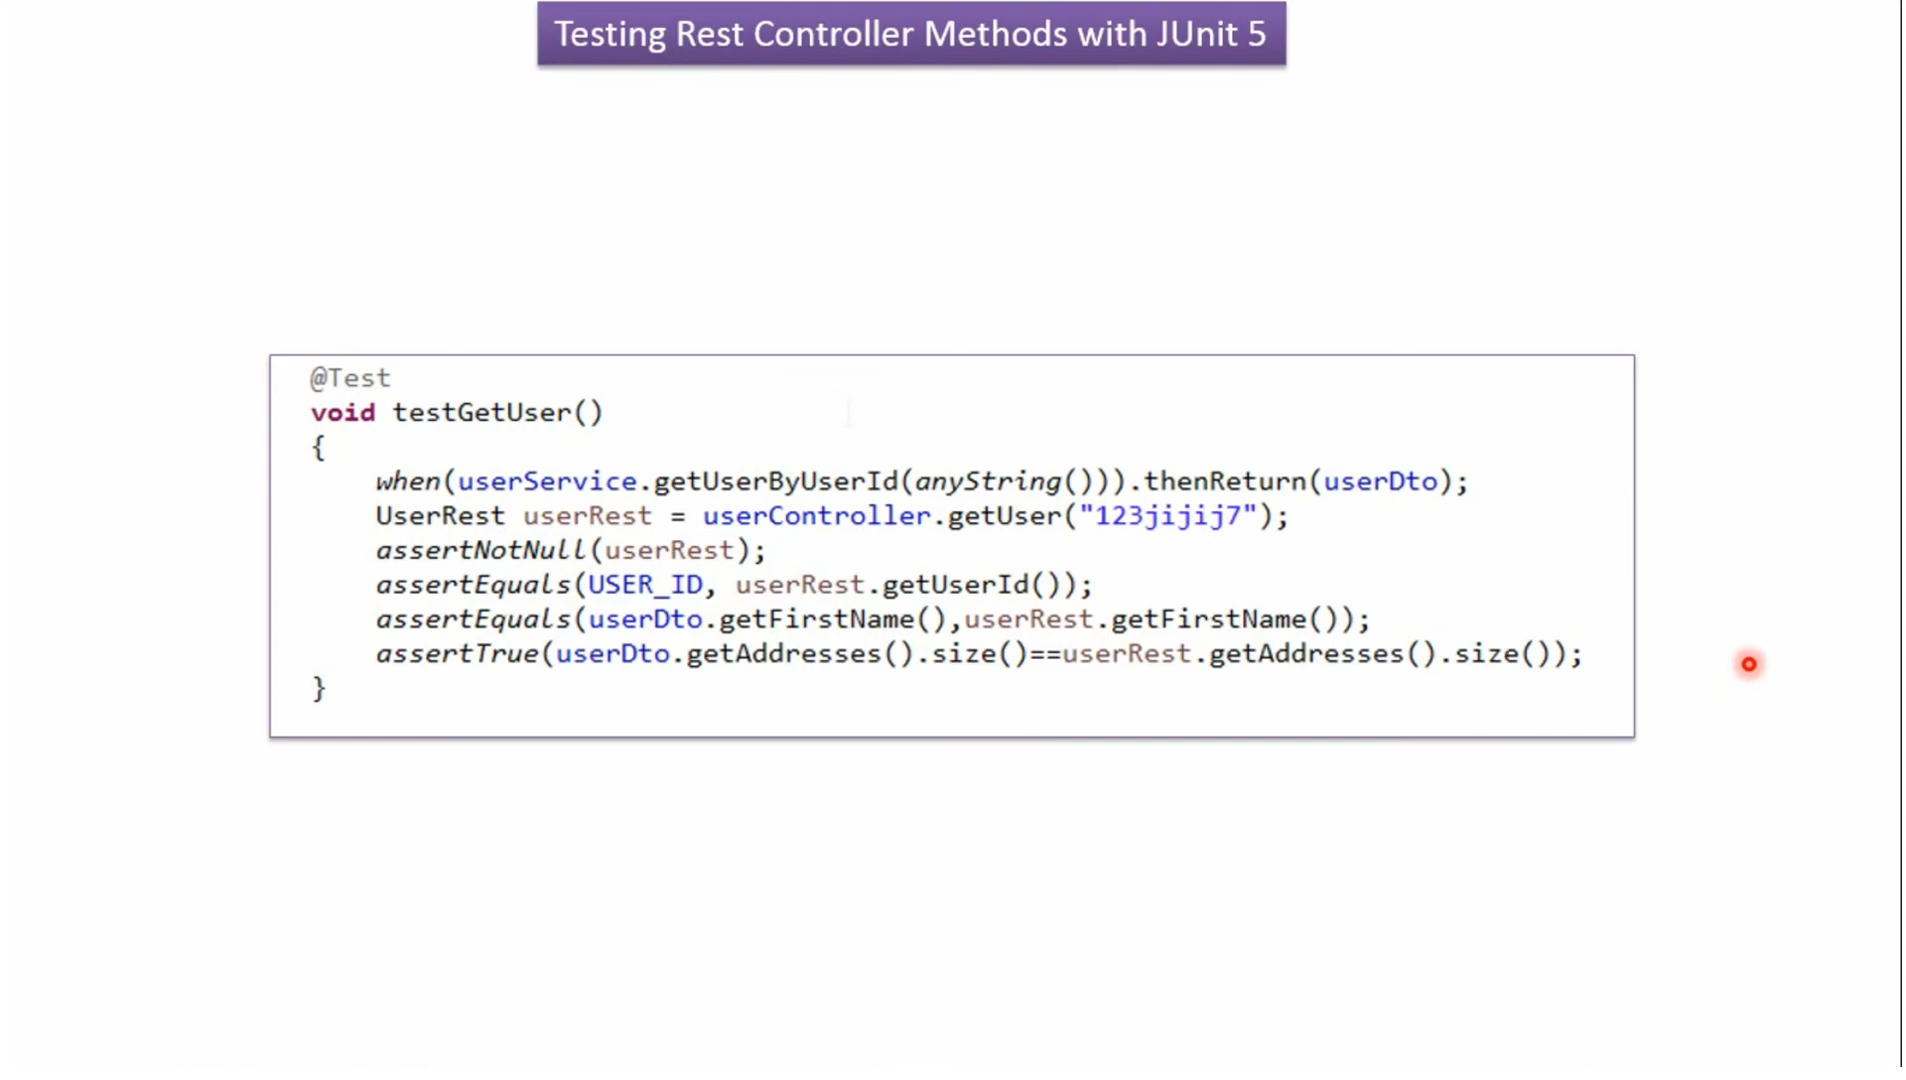 Testing Rest Controller Methods with JUnit 5
@Test
void testGetUser()
{
when(userService.getUserByUserId(anyString())).thenReturn(userDto);
UserRest userRest = userController.getUser("123jijij7");
assertNotNull(userRest);
assertEquals(USER_ID, userRest.getUserId());
assertEquals(userDto.getFirstName(),userRest.getFirstName());
assertTrue(userDto.getAddresses().size()==userRest.getAddresses().size());
}